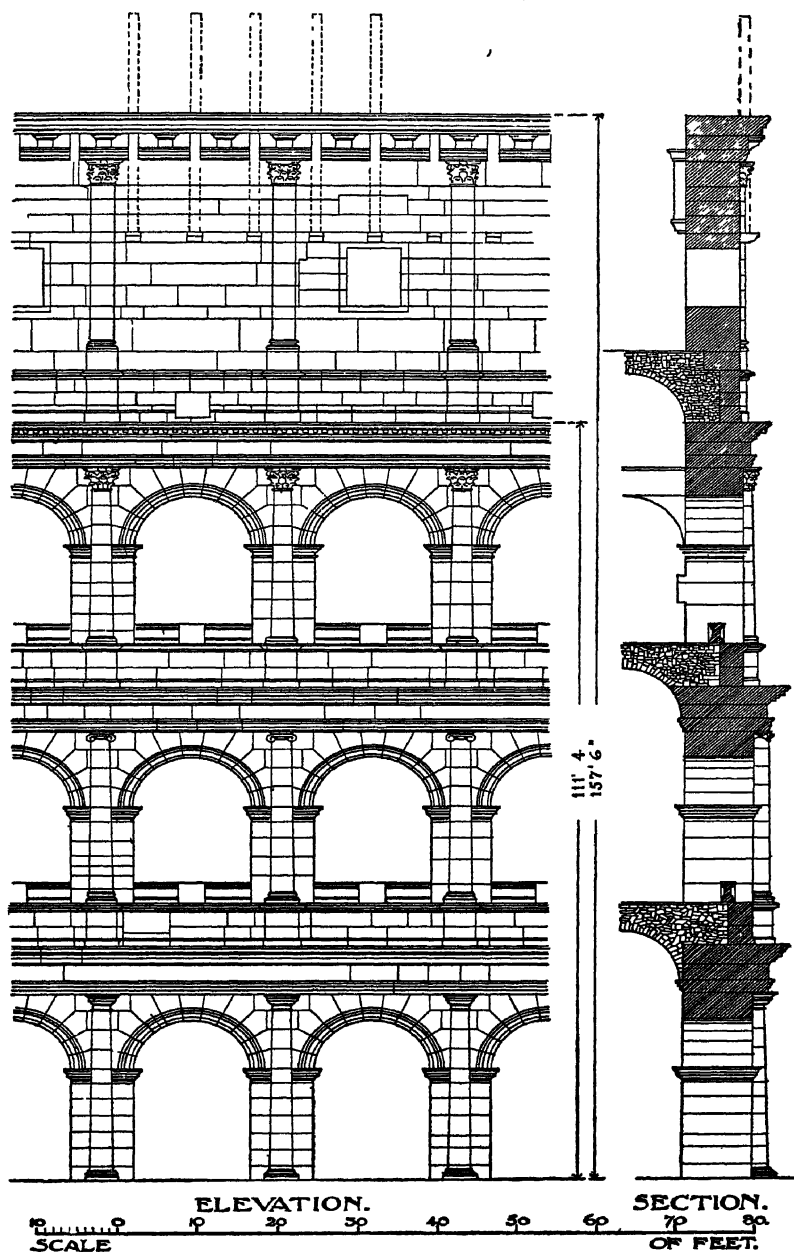 111' 4
157' 6"
ELEVATION.
SECTION.
10 0 10 20 30 40 50 60 70 80.
SCALE OF FEET.